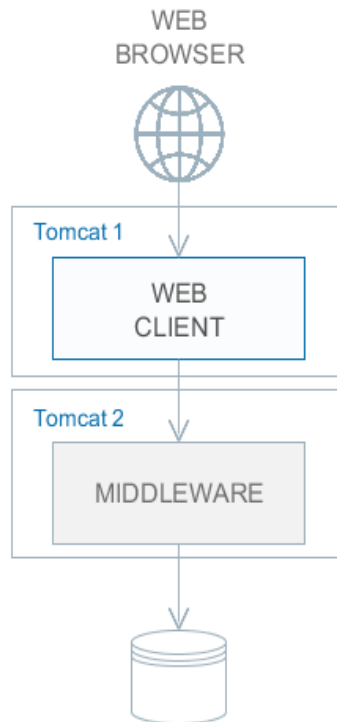 WEB
BROWSER
Tomcat 1
WEB
CLIENT
Tomcat 2
MIDDLEWARE